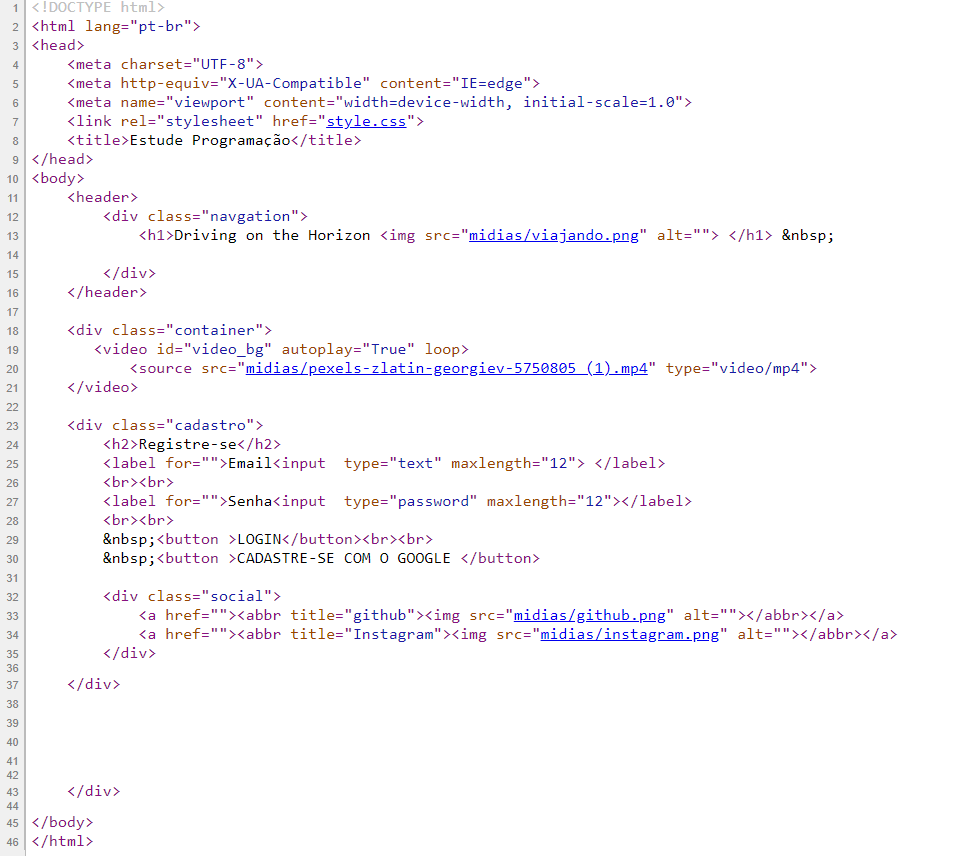 1 <!DOCTYPE html>
2 <html lang="pt-br">
3 <head>
4     <meta charset="UTF-8">
5     <meta http-equiv="X-UA-Compatible" content="IE=edge">
6     <meta name="viewport" content="width=device-width, initial-scale=1.0">
7     <link rel="stylesheet" href="style.css">
8     <title>Estude Programação</title>
9 </head>
10 <body>
11     <header>
12         <div class="navgation">
13             <h1>Driving on the Horizon <img src="midias/viajando.png" alt=""> </h1> &nbsp;
14
15         </div>
16     </header>
17
18     <div class="container">
19        <video id="video_bg" autoplay="True" loop>
20            <source src="midias/pexels-zlatin-georgiev-5750805 (1).mp4" type="video/mp4">
21     </video>
22
23     <div class="cadastro">
24         <h2>Registre-se</h2>
25         <label for="">Email<input  type="text" maxlength="12"> </label>
26         <br><br>
27         <label for="">Senha<input  type="password" maxlength="12"></label>
28         <br><br>
29         &nbsp;<button >LOGIN</button><br><br>
30         &nbsp;<button >CADASTRE-SE COM O GOOGLE </button>
31
32         <div class="social">
33             <a href=""><abbr title="github"><img src="midias/github.png" alt=""></abbr></a>
34             <a href=""><abbr title="Instagram"><img src="midias/instagram.png" alt=""></abbr></a>
35         </div>
36
37     </div>
38
39
40
41
42
43     </div>
44
45 </body>
46 </html>